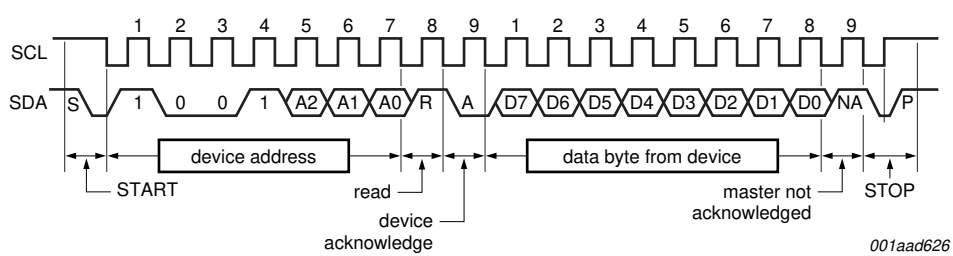 1 2 3 4 5 6 7 8 9 1 2 3 4 5 6 7 8 9
SCL
SDA S 1 0 0 1 A2 A1 A0 R A D7 D6 D5 D4 D3 D2 D1 D0 NA P
device address data byte from device
START read master not STOP
acknowledged
device
acknowledge
001aad626